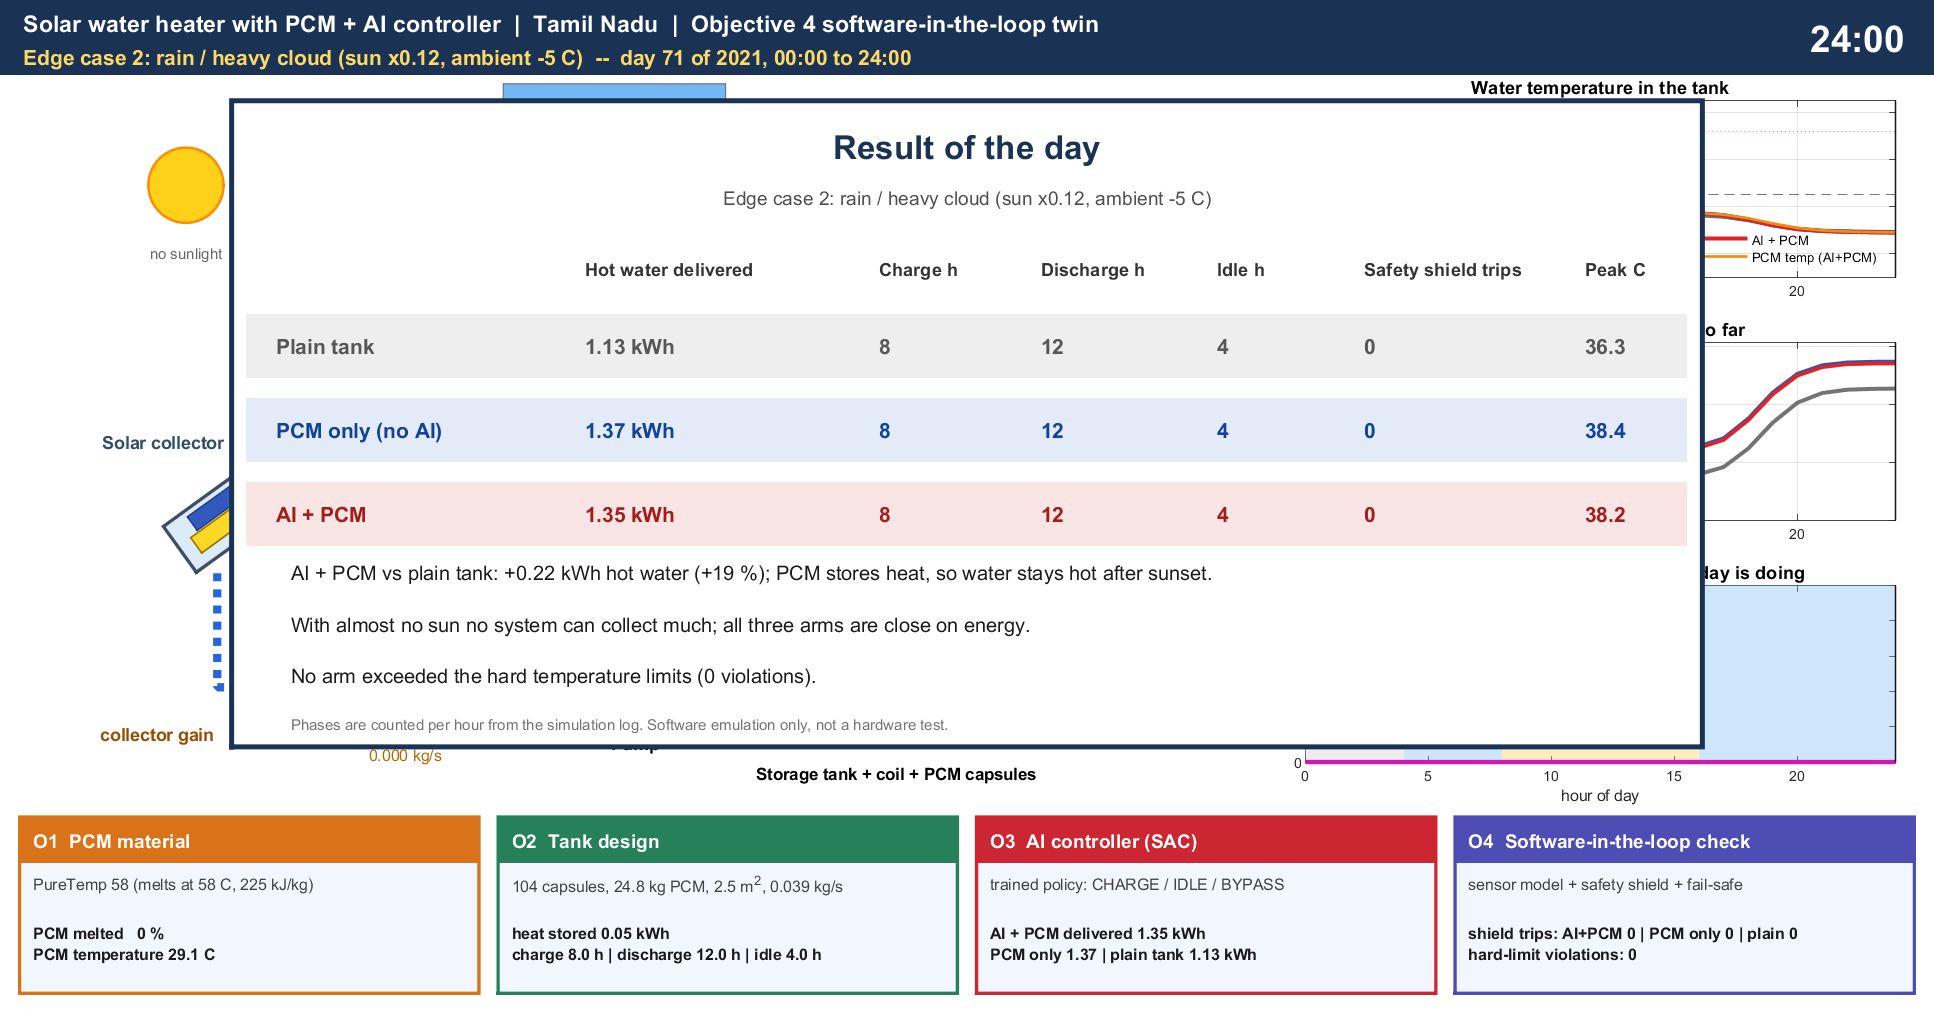 Solar water heater with PCM + AI controller | Tamil Nadu | Objective 4 software-in-the-loop twin
Edge case 2: rain / heavy cloud (sun x0.12, ambient -5 C) -- day 71 of 2021, 00:00 to 24:00
24:00
no sunlight
Solar collector
collector gain
0.000 kg/s
Storage tank + coil + PCM capsules
Result of the day
Edge case 2: rain / heavy cloud (sun x0.12, ambient -5 C)
Hot water delivered Charge h Discharge h Idle h Safety shield trips Peak C
Plain tank 1.13 kWh 8 12 4 0 36.3
PCM only (no AI) 1.37 kWh 8 12 4 0 38.4
AI + PCM 1.35 kWh 8 12 4 0 38.2
AI + PCM vs plain tank: +0.22 kWh hot water (+19 %); PCM stores heat, so water stays hot after sunset.
With almost no sun no system can collect much; all three arms are close on energy.
No arm exceeded the hard temperature limits (0 violations).
Phases are counted per hour from the simulation log. Software emulation only, not a hardware test.
Water temperature in the tank
AI + PCM
PCM temp (AI+PCM)
20
o far
20
day is doing
0
0 5 10 15 20
hour of day
O1 PCM material
PureTemp 58 (melts at 58 C, 225 kJ/kg)
PCM melted 0 %
PCM temperature 29.1 C
O2 Tank design
104 capsules, 24.8 kg PCM, 2.5 m², 0.039 kg/s
heat stored 0.05 kWh
charge 8.0 h | discharge 12.0 h | idle 4.0 h
O3 AI controller (SAC)
trained policy: CHARGE / IDLE / BYPASS
AI + PCM delivered 1.35 kWh
PCM only 1.37 | plain tank 1.13 kWh
O4 Software-in-the-loop check
sensor model + safety shield + fail-safe
shield trips: AI+PCM 0 | PCM only 0 | plain 0
hard-limit violations: 0